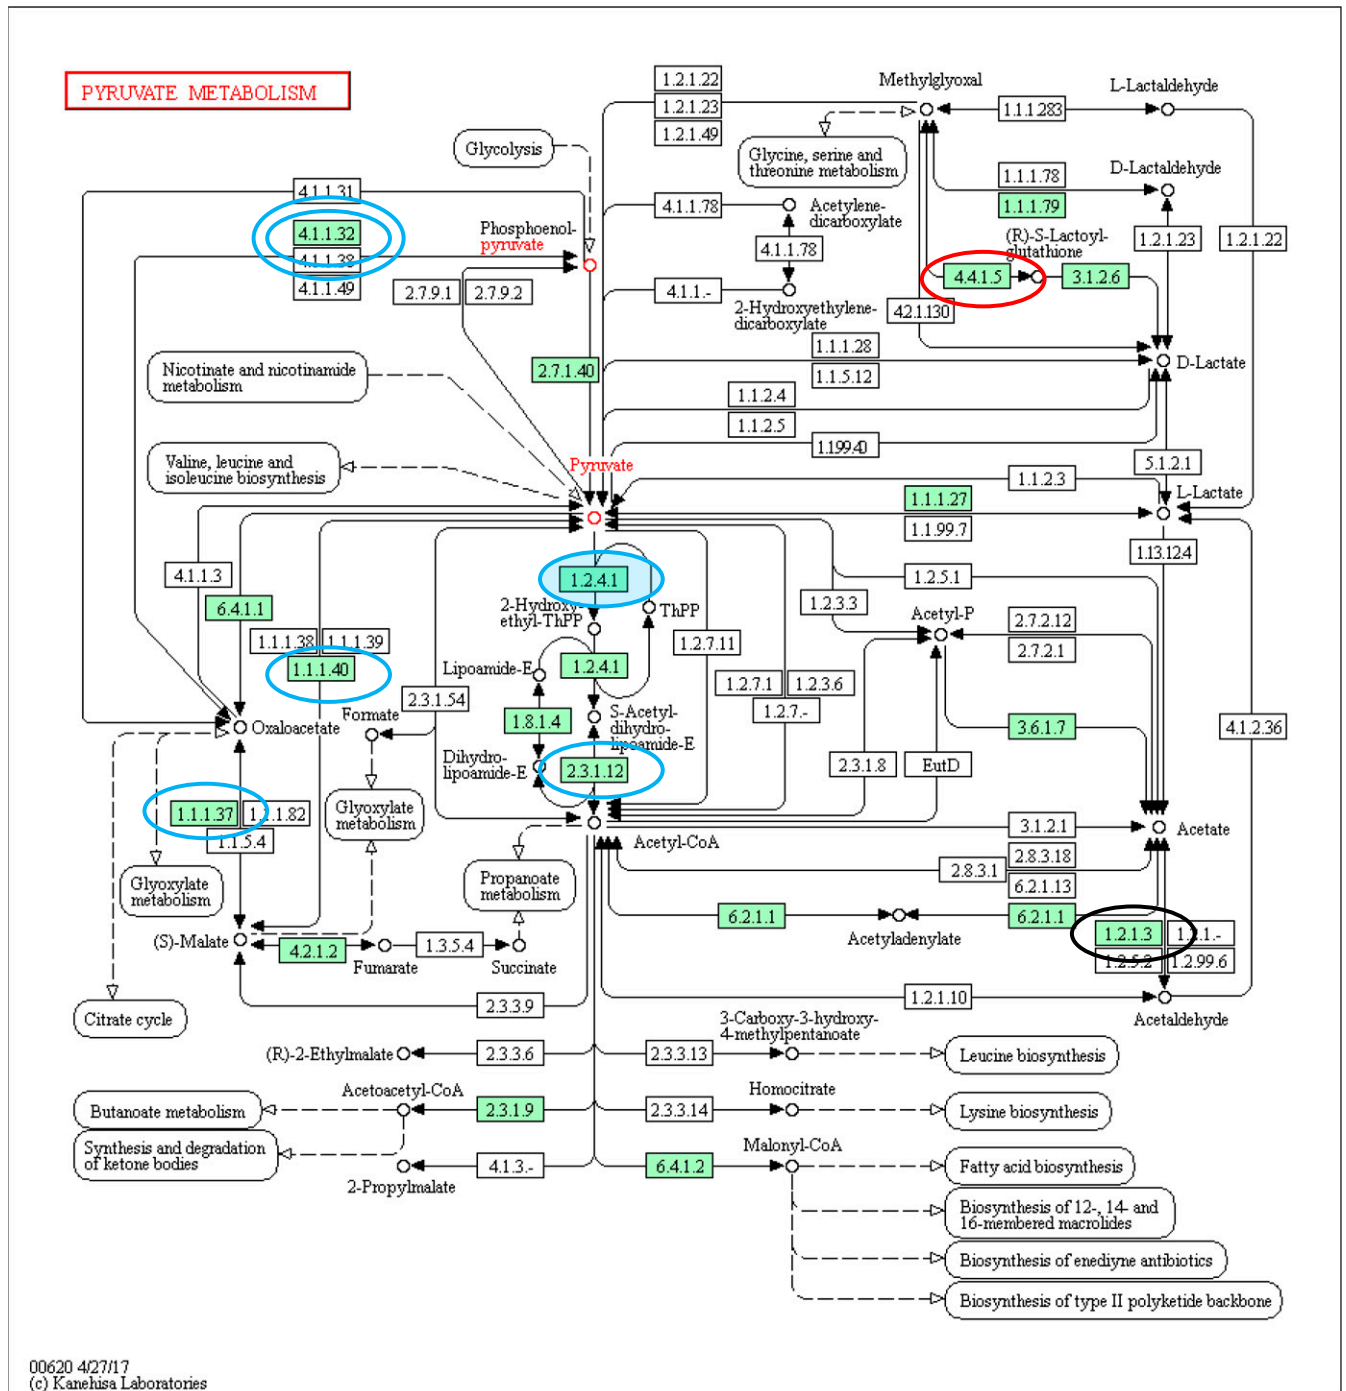 PYRUVATE METABOLISM
1.2.1.22
1.2.1.23
1.2.1.49
Methylglyoxal
1.1.1.283
L-Lactaldehyde
Glycolysis
Glycine, serine and
threonine metabolism
1.1.1.78
1.1.1.79
D-Lactaldehyde
4.1.1.31
4.1.1.32
4.1.1.38
4.1.1.49
Phosphoenol-
pyruvate
4.1.1.78
Acetylene-
dicarboxylate
4.1.1.78
(R)-S-Lactoyl-
glutathione
1.2.1.23
1.2.1.22
4.4.1.5
3.1.2.6
2.7.9.1
2.7.9.2
4.1.1.-
2-Hydroxyethylene-
dicarboxylate
4.2.1.130
1.1.1.28
1.1.5.12
D-Lactate
Nicotinate and nicotinamide
metabolism
2.7.1.40
1.1.2.4
1.1.2.5
1.1.99.40
Valine, leucine and
isoleucine biosynthesis
Pyruvate
5.1.2.1
1.1.2.3
L-Lactate
1.1.1.27
1.1.99.7
1.13.12.4
4.1.1.3
6.4.1.1
1.2.4.1
1.2.5.1
2-Hydroxy-
ethyl-ThPP
ThPP
1.2.3.3
Acetyl-P
2.7.2.12
2.7.2.1
1.1.1.38
1.1.1.39
1.1.1.40
1.2.7.11
Lipoamide-E
1.2.4.1
1.2.7.1
1.2.3.6
1.2.7.-
2.3.1.54
Formate
Oxaloacetate
1.8.1.4
S-Acetyl-
dihydro-
lipoamide-E
3.6.1.7
4.1.2.36
Dihydro-
lipoamide-E
2.3.1.12
2.3.1.8
EutD
1.1.1.37
1.1.1.82
1.1.5.4
Glyoxylate
metabolism
Acetyl-CoA
3.1.2.1
Acetate
2.8.3.1
2.8.3.18
6.2.1.13
Glyoxylate
metabolism
Propanoate
metabolism
6.2.1.1
Acetyladenylate
6.2.1.1
1.2.1.3
1.2.5.2
1.2.99.6
(S)-Malate
4.2.1.2
Fumarate
1.3.5.4
Succinate
2.3.3.9
1.2.1.10
Acetaldehyde
Citrate cycle
(R)-2-Ethylmalate
2.3.3.6
2.3.3.13
3-Carboxy-3-hydroxy-
4-methylpentanoate
Leucine biosynthesis
Butanoate metabolism
Acetoacetyl-CoA
2.3.1.9
2.3.3.14
Homocitrate
Lysine biosynthesis
Synthesis and degradation
of ketone bodies
4.1.3.-
2-Propylmalate
6.4.1.2
Malonyl-CoA
Fatty acid biosynthesis
Biosynthesis of 12-, 14- and
16-membered macrolides
Biosynthesis of enediyne antibiotics
Biosynthesis of type II polyketide backbone
00620 4/27/17
(c) Kanehisa Laboratories